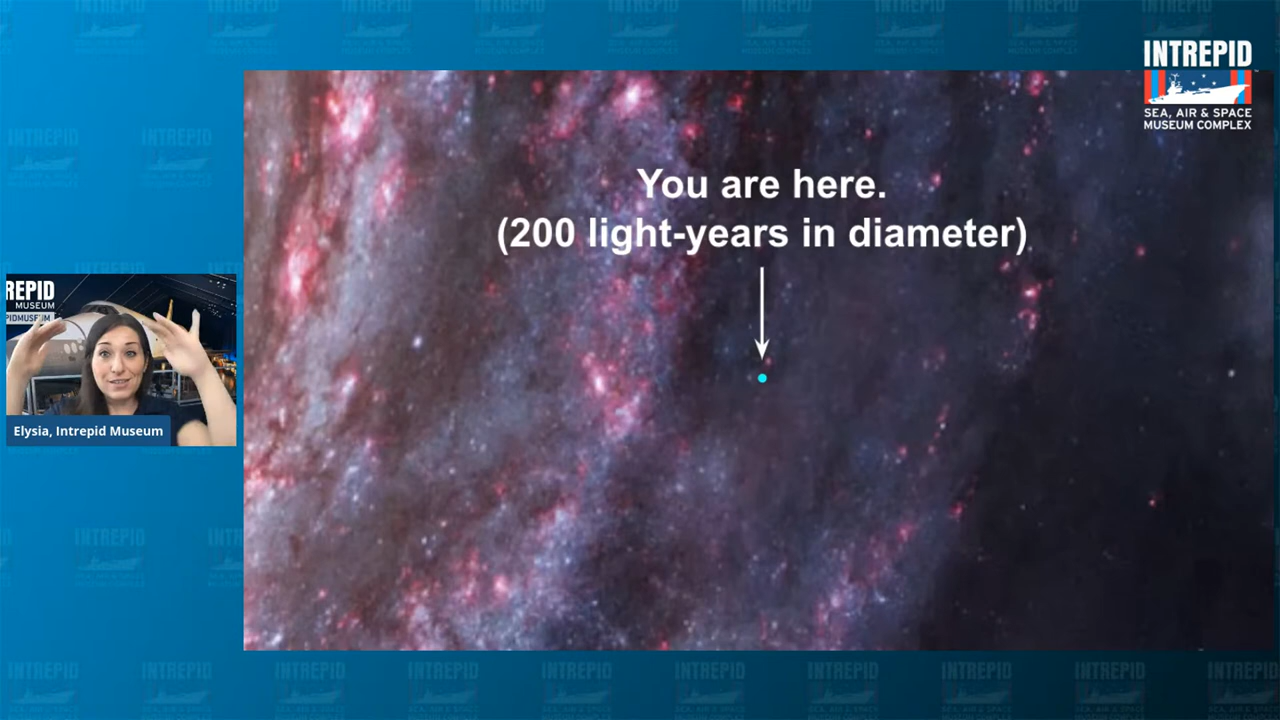 INTREPID
SEA, AIR & SPACE
MUSEUM COMPLEX
You are here.
(200 light-years in diameter)
REPID
MUSEUM
PIDMUSEUM
Elysia, Intrepid Museum